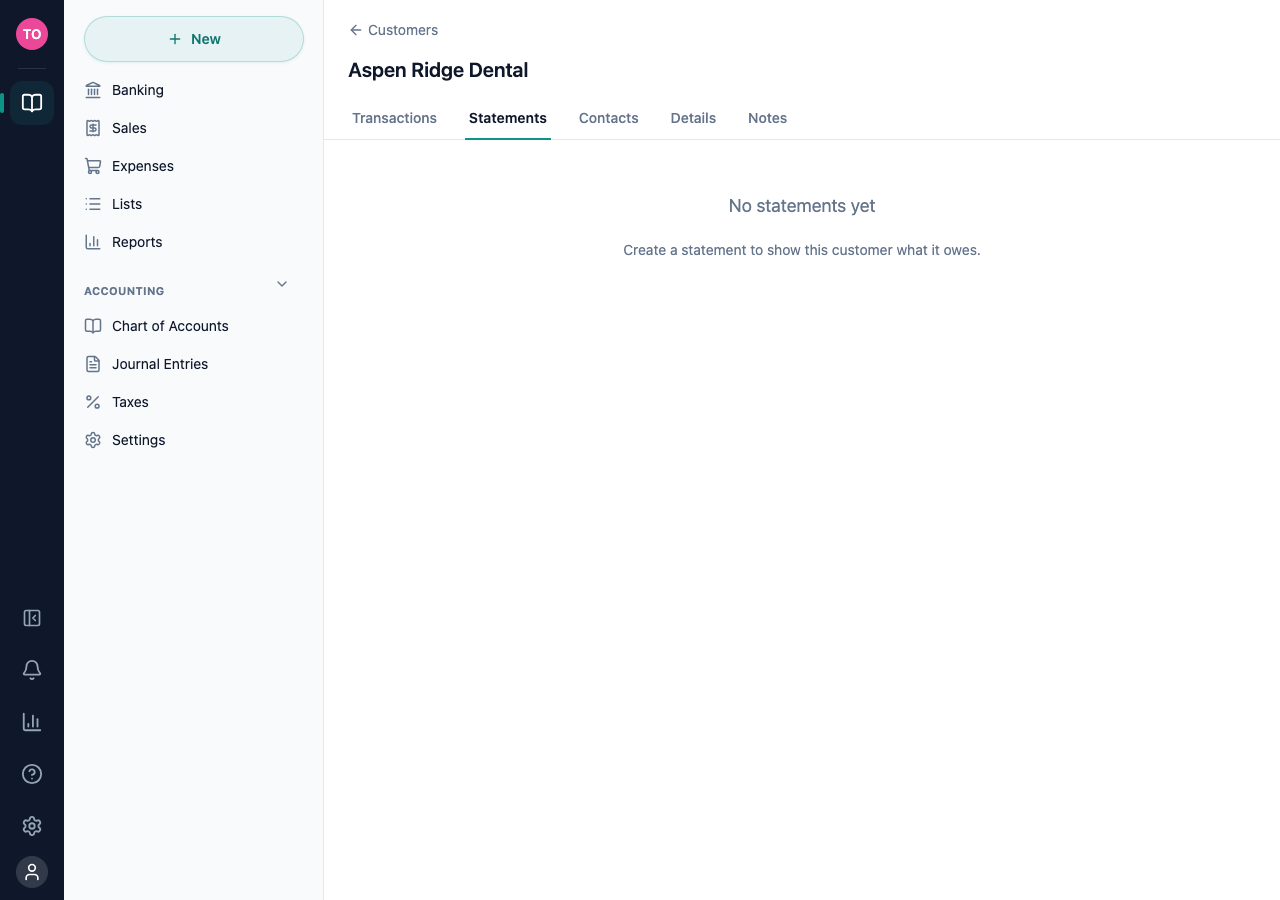 TO
New
Banking
Sales
Expenses
Lists
Reports
ACCOUNTING
Chart of Accounts
Journal Entries
Taxes
Settings
Customers
Aspen Ridge Dental
Transactions Statements Contacts Details Notes
No statements yet
Create a statement to show this customer what it owes.